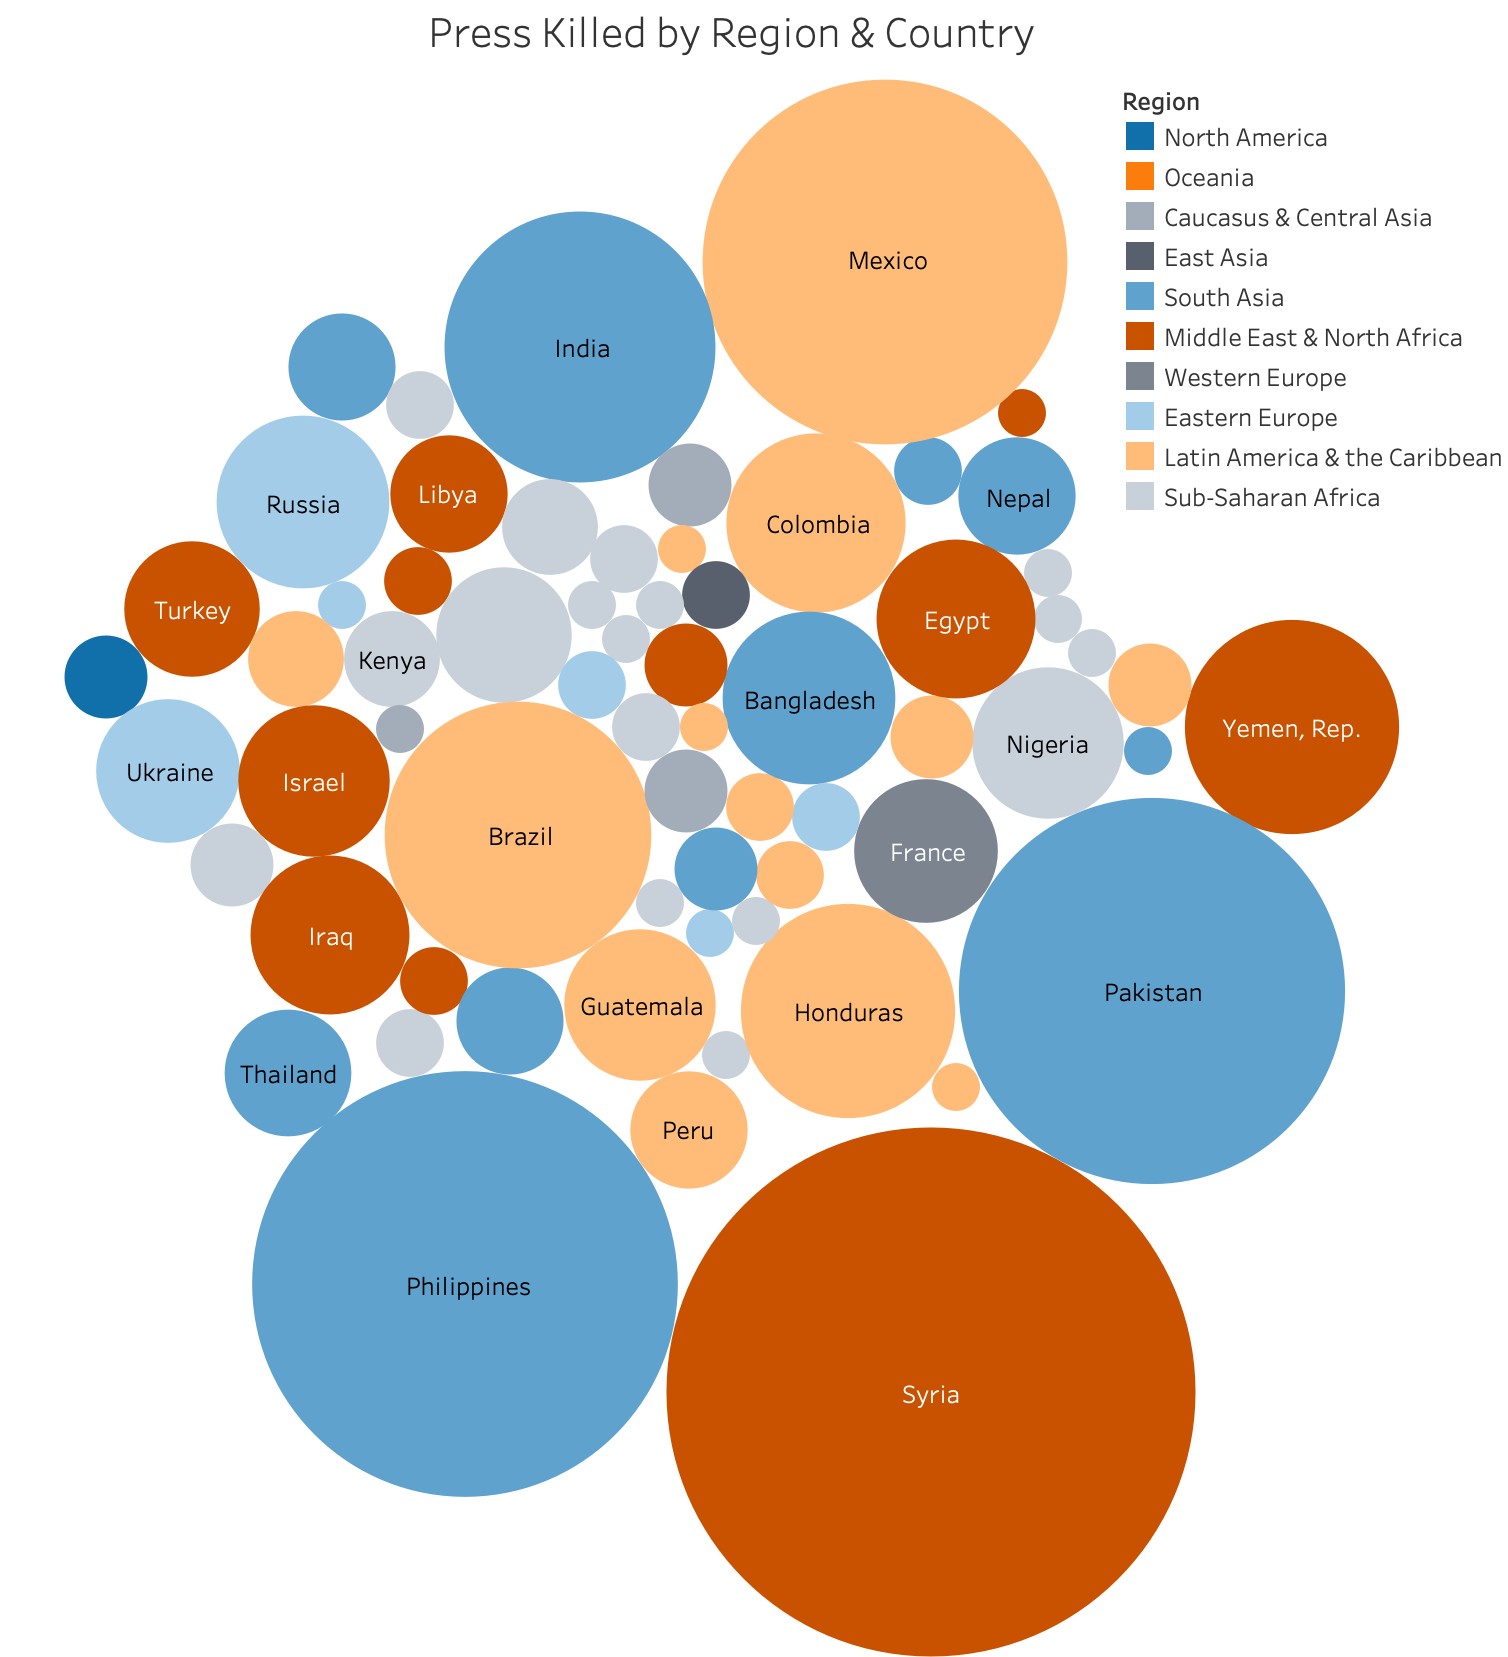 Press Killed by Region & Country
Region
North America
Oceania
Caucasus & Central Asia
East Asia
South Asia
Middle East & North Africa
Western Europe
Eastern Europe
Latin America & the Caribbean
Sub-Saharan Africa
Mexico
India
Russia
Libya
Colombia
Nepal
Turkey
Kenya
Egypt
Bangladesh
Nigeria
Yemen, Rep.
Ukraine
Israel
Brazil
France
Iraq
Guatemala
Honduras
Pakistan
Thailand
Peru
Philippines
Syria